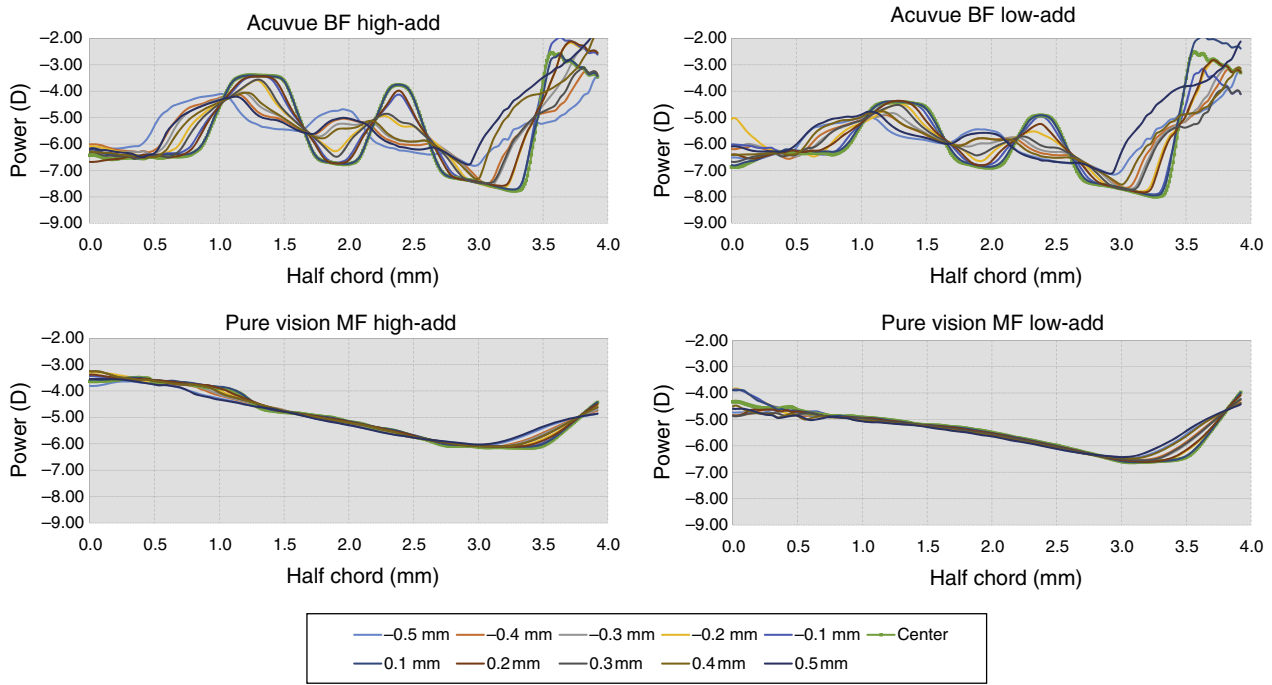 Acuvue BF high-add
Power (D)
–2.00
–3.00
–4.00
–5.00
–6.00
–7.00
–8.00
–9.00
0.0 0.5 1.0 1.5 2.0 2.5 3.0 3.5 4.0
Half chord (mm)
Acuvue BF low-add
Power (D)
–2.00
–3.00
–4.00
–5.00
–6.00
–7.00
–8.00
–9.00
0.0 0.5 1.0 1.5 2.0 2.5 3.0 3.5 4.0
Half chord (mm)
Pure vision MF high-add
Power (D)
–2.00
–3.00
–4.00
–5.00
–6.00
–7.00
–8.00
–9.00
0.0 0.5 1.0 1.5 2.0 2.5 3.0 3.5 4.0
Half chord (mm)
Pure vision MF low-add
Power (D)
–2.00
–3.00
–4.00
–5.00
–6.00
–7.00
–8.00
–9.00
0.0 0.5 1.0 1.5 2.0 2.5 3.0 3.5 4.0
Half chord (mm)
–0.5 mm –0.4 mm –0.3 mm –0.2 mm –0.1 mm Center
0.1 mm 0.2mm 0.3mm 0.4mm 0.5mm